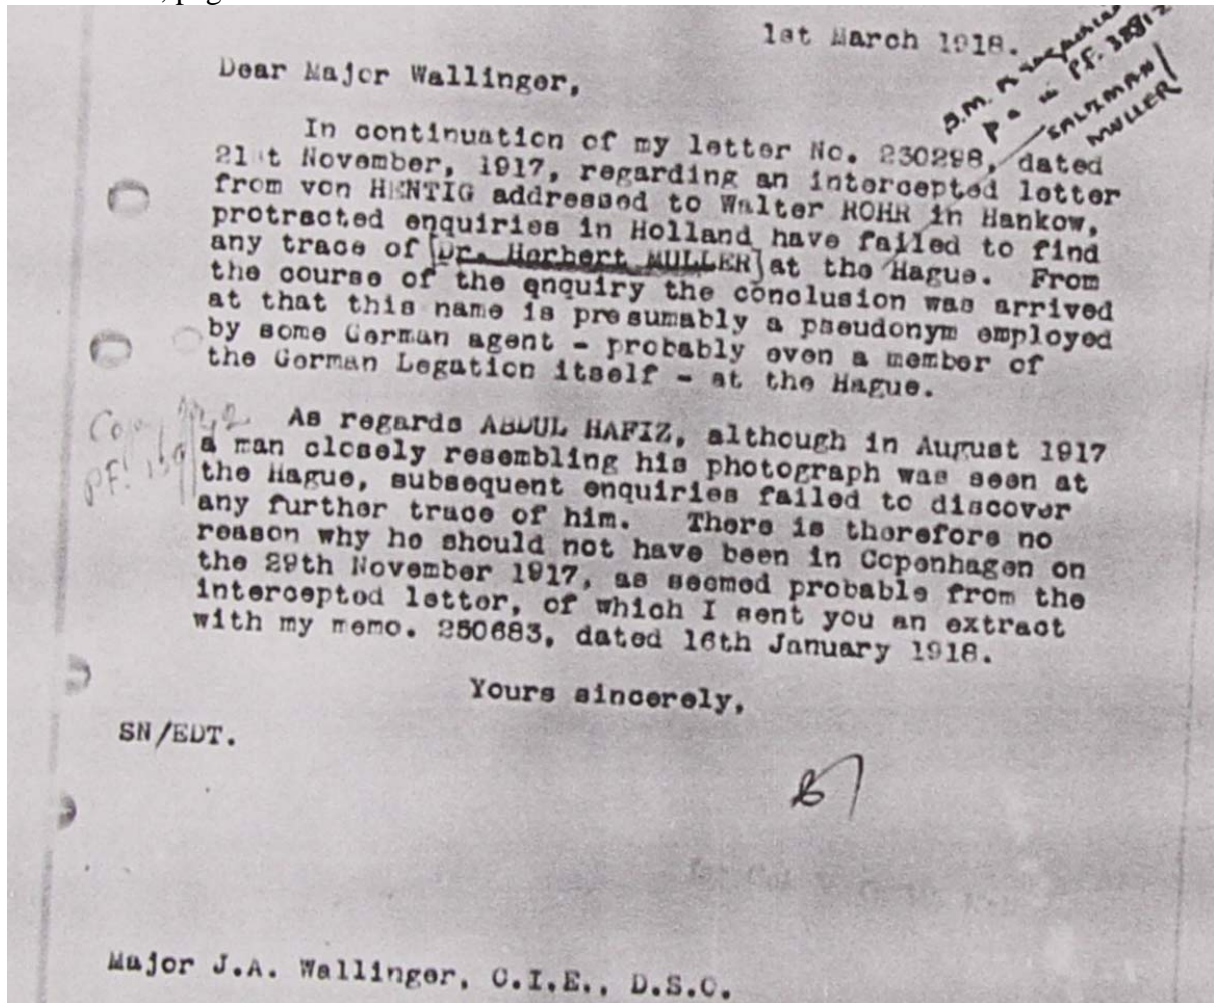 1st March 1918.
P.F. 38812
SALZMAN
MULLER
Dear Major Wallinger,
In continuation of my letter No. 230298, dated
21st November, 1917, regarding an intercepted letter
from von HENTIG addressed to Walter ROHR in Hankow,
protracted enquiries in Holland have failed to find
any trace of [Dr. Herbert MULLER] at the Hague. From
the course of the enquiry the conclusion was arrived
at that this name is presumably a pseudonym employed
by some German agent - probably even a member of
the German Legation itself - at the Hague.
As regards ABDUL HAFIZ, although in August 1917
a man closely resembling his photograph was seen at
the Hague, subsequent enquiries failed to discover
any further trace of him. There is therefore no
reason why he should not have been in Copenhagen on
the 29th November 1917, as seemed probable from the
intercepted letter, of which I sent you an extract
with my memo. 250683, dated 16th January 1918.
Yours sincerely,
SN/EDT.
Major J.A. Wallinger, C.I.E., D.S.O.